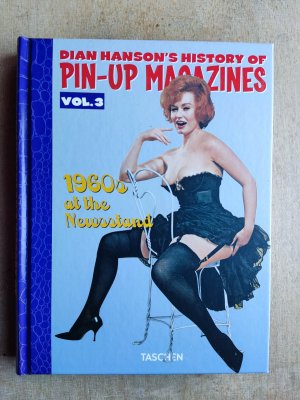 DIAN HANSON'S HISTORY OF
PIN-UP MAGAZINES
VOL.3
1960s
at the
Newsstand
TASCHEN